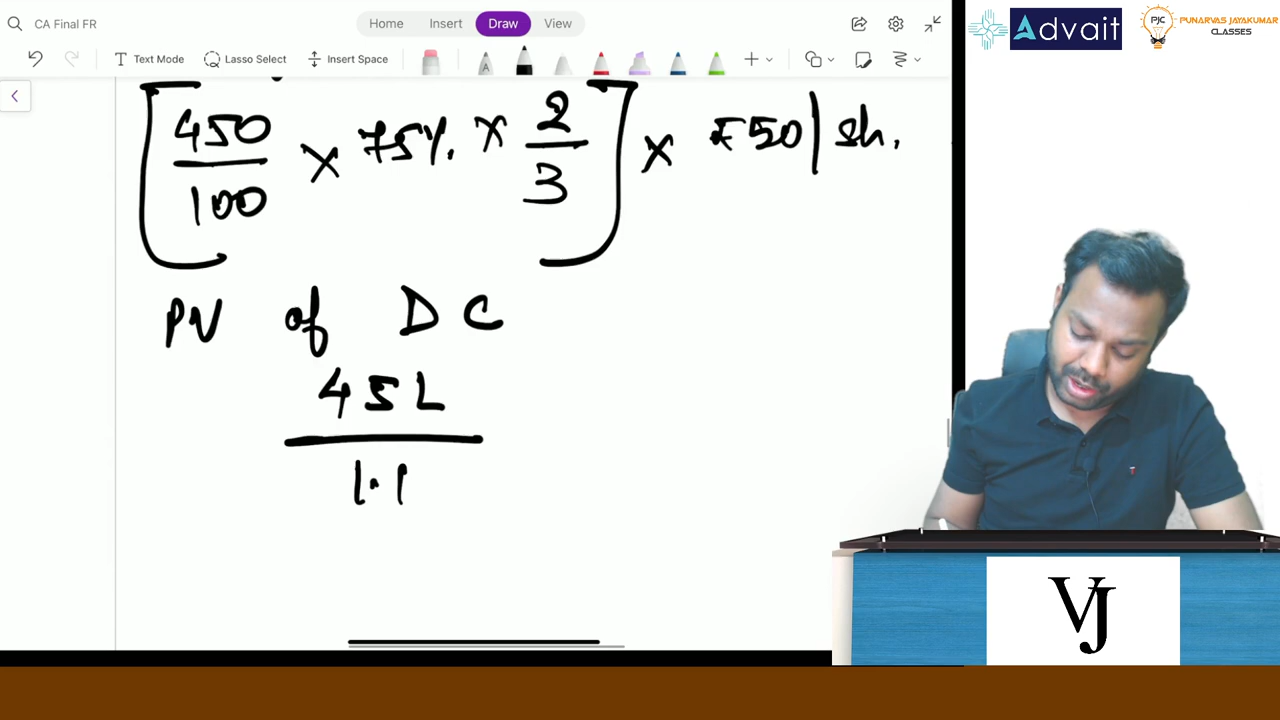 CA Final FR
Home Insert Draw View
Text Mode Lasso Select Insert Space
Advait
PJC
PUNARVAS JAYAKUMAR
CLASSES
[450/100 × 75% × 2/3] × ₹50/sh.
PV of DC
45L
1.1
VJ